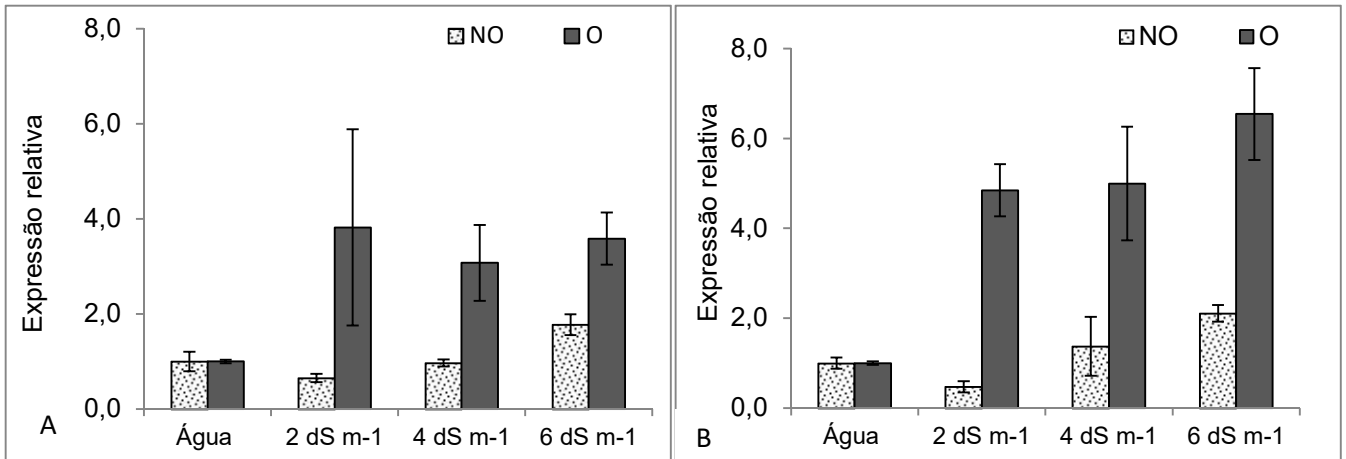 8,0
6,0
4,0
2,0
0,0
Expressão relativa
NO O
Água 2 dS m-1 4 dS m-1 6 dS m-1
A
8,0
6,0
4,0
2,0
0,0
Expressão relativa
NO O
Água 2 dS m-1 4 dS m-1 6 dS m-1
B